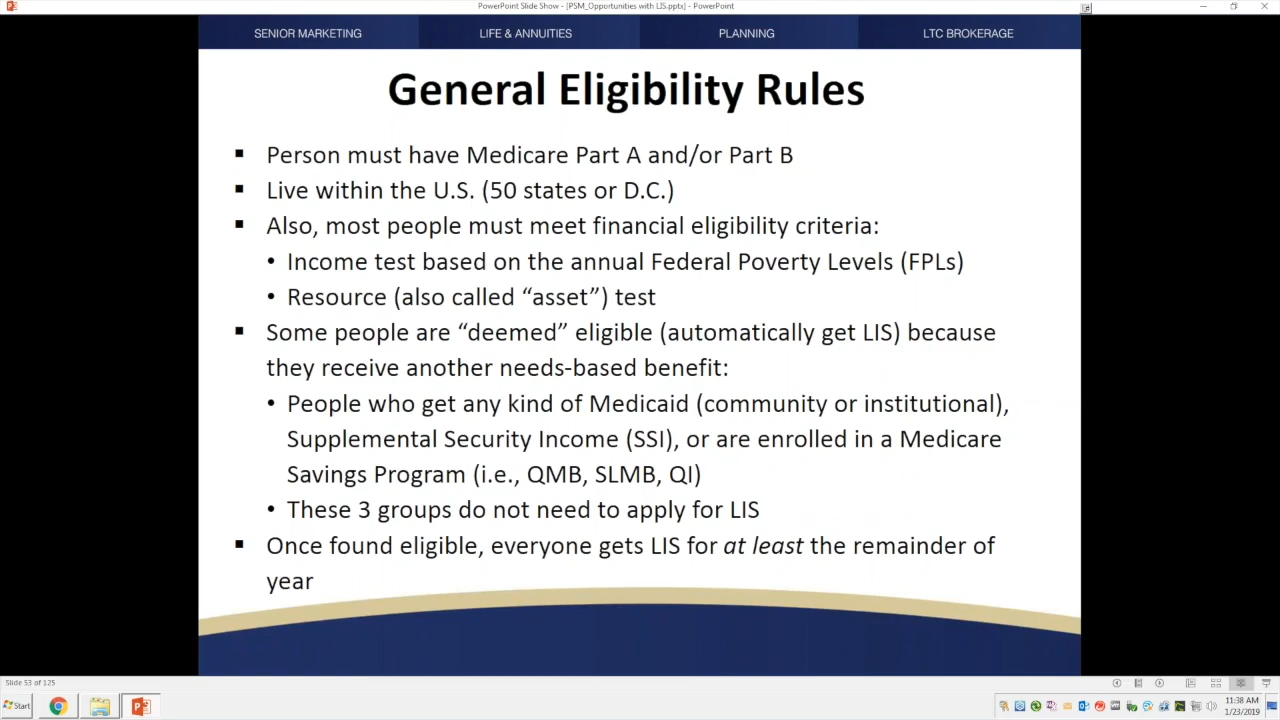 PowerPoint Slide Show - [PSM_Opportunities with LIS.pptx] - PowerPoint
SENIOR MARKETING
LIFE & ANNUITIES
PLANNING
LTC BROKERAGE
General Eligibility Rules
▪ Person must have Medicare Part A and/or Part B
▪ Live within the U.S. (50 states or D.C.)
▪ Also, most people must meet financial eligibility criteria:
• Income test based on the annual Federal Poverty Levels (FPLs)
• Resource (also called “asset”) test
▪ Some people are “deemed” eligible (automatically get LIS) because
they receive another needs-based benefit:
• People who get any kind of Medicaid (community or institutional),
Supplemental Security Income (SSI), or are enrolled in a Medicare
Savings Program (i.e., QMB, SLMB, QI)
• These 3 groups do not need to apply for LIS
▪ Once found eligible, everyone gets LIS for at least the remainder of
year
Slide 53 of 125
Start
11:38 AM
1/23/2019